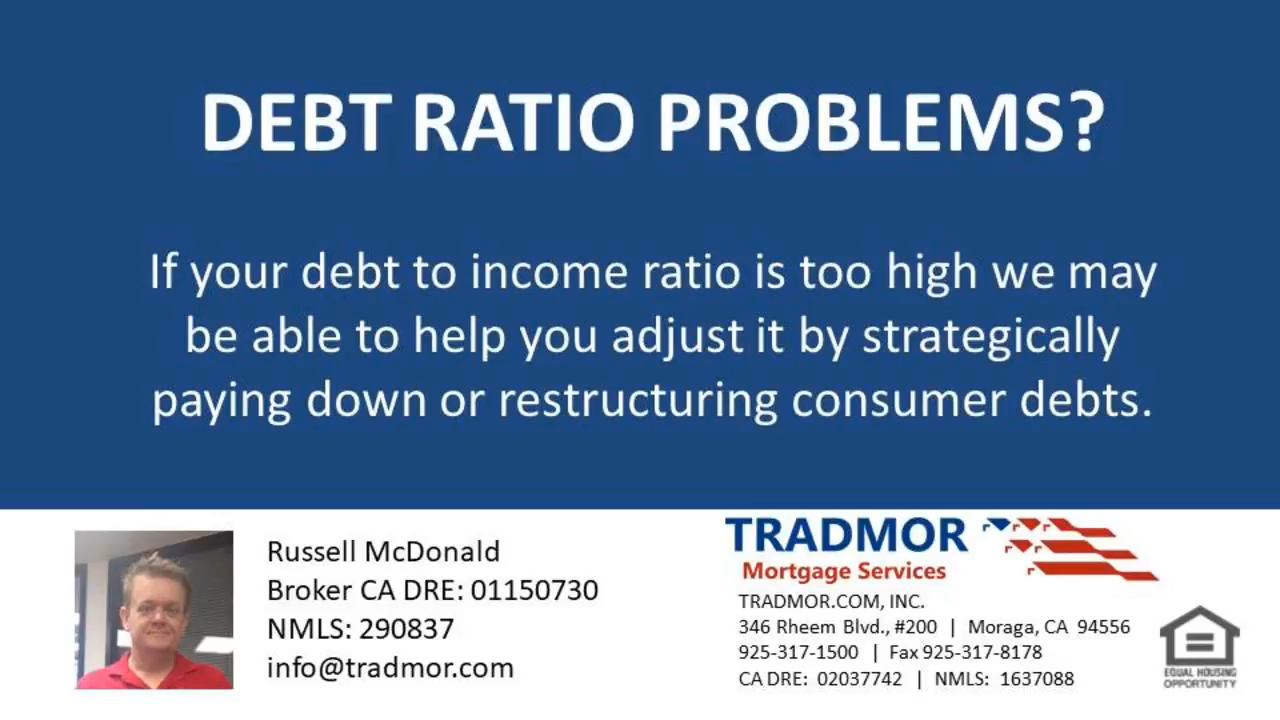 DEBT RATIO PROBLEMS?
If your debt to income ratio is too high we may
be able to help you adjust it by strategically
paying down or restructuring consumer debts.
Russell McDonald
Broker CA DRE: 01150730
NMLS: 290837
info@tradmor.com
TRADMOR
Mortgage Services
TRADMOR.COM, INC.
346 Rheem Blvd., #200 | Moraga, CA 94556
925-317-1500 | Fax 925-317-8178
CA DRE: 02037742 | NMLS: 1637088
EQUAL HOUSING
OPPORTUNITY